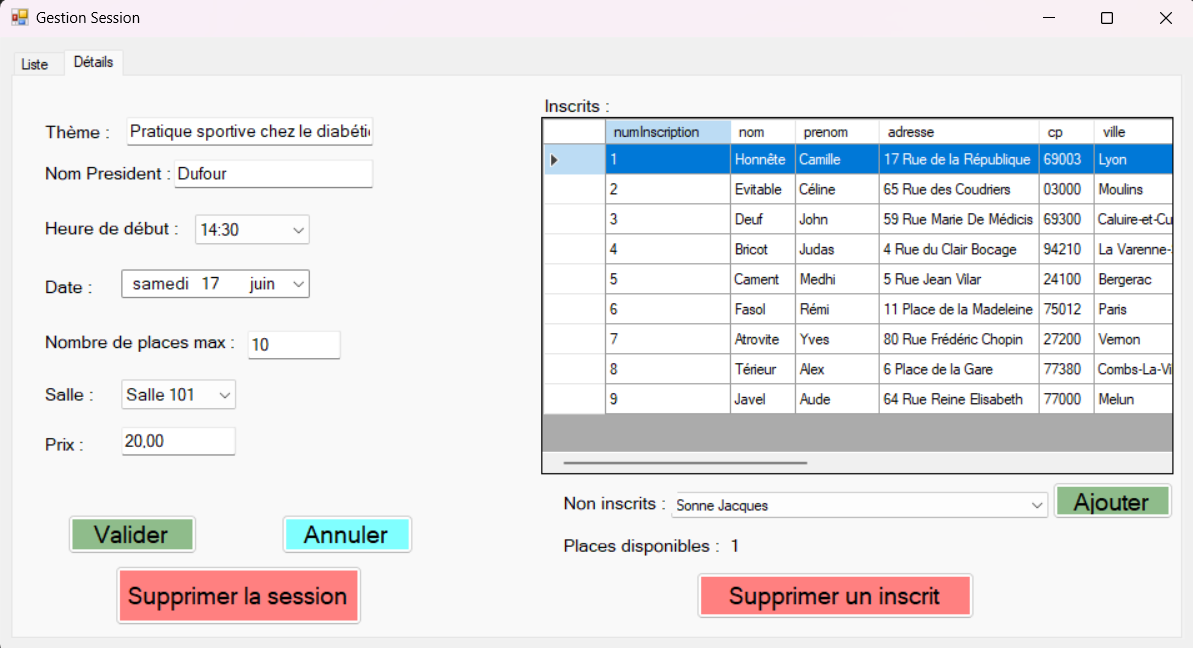 Gestion Session
Liste Détails
Thème : Pratique sportive chez le diabéti
Nom President : Dufour
Heure de début : 14:30
Date : samedi 17 juin
Nombre de places max : 10
Salle : Salle 101
Prix : 20,00
Valider Annuler
Supprimer la session
Inscrits :
numInscription nom prenom adresse cp ville
1 Honnête Camille 17 Rue de la République 69003 Lyon
2 Evitable Céline 65 Rue des Coudriers 03000 Moulins
3 Deuf John 59 Rue Marie De Médicis 69300 Caluire-et-Cu
4 Bricot Judas 4 Rue du Clair Bocage 94210 La Varenne-
5 Cament Medhi 5 Rue Jean Vilar 24100 Bergerac
6 Fasol Rémi 11 Place de la Madeleine 75012 Paris
7 Atrovite Yves 80 Rue Frédéric Chopin 27200 Vernon
8 Térieur Alex 6 Place de la Gare 77380 Combs-La-Vi
9 Javel Aude 64 Rue Reine Elisabeth 77000 Melun
Non inscrits : Sonne Jacques Ajouter
Places disponibles : 1
Supprimer un inscrit